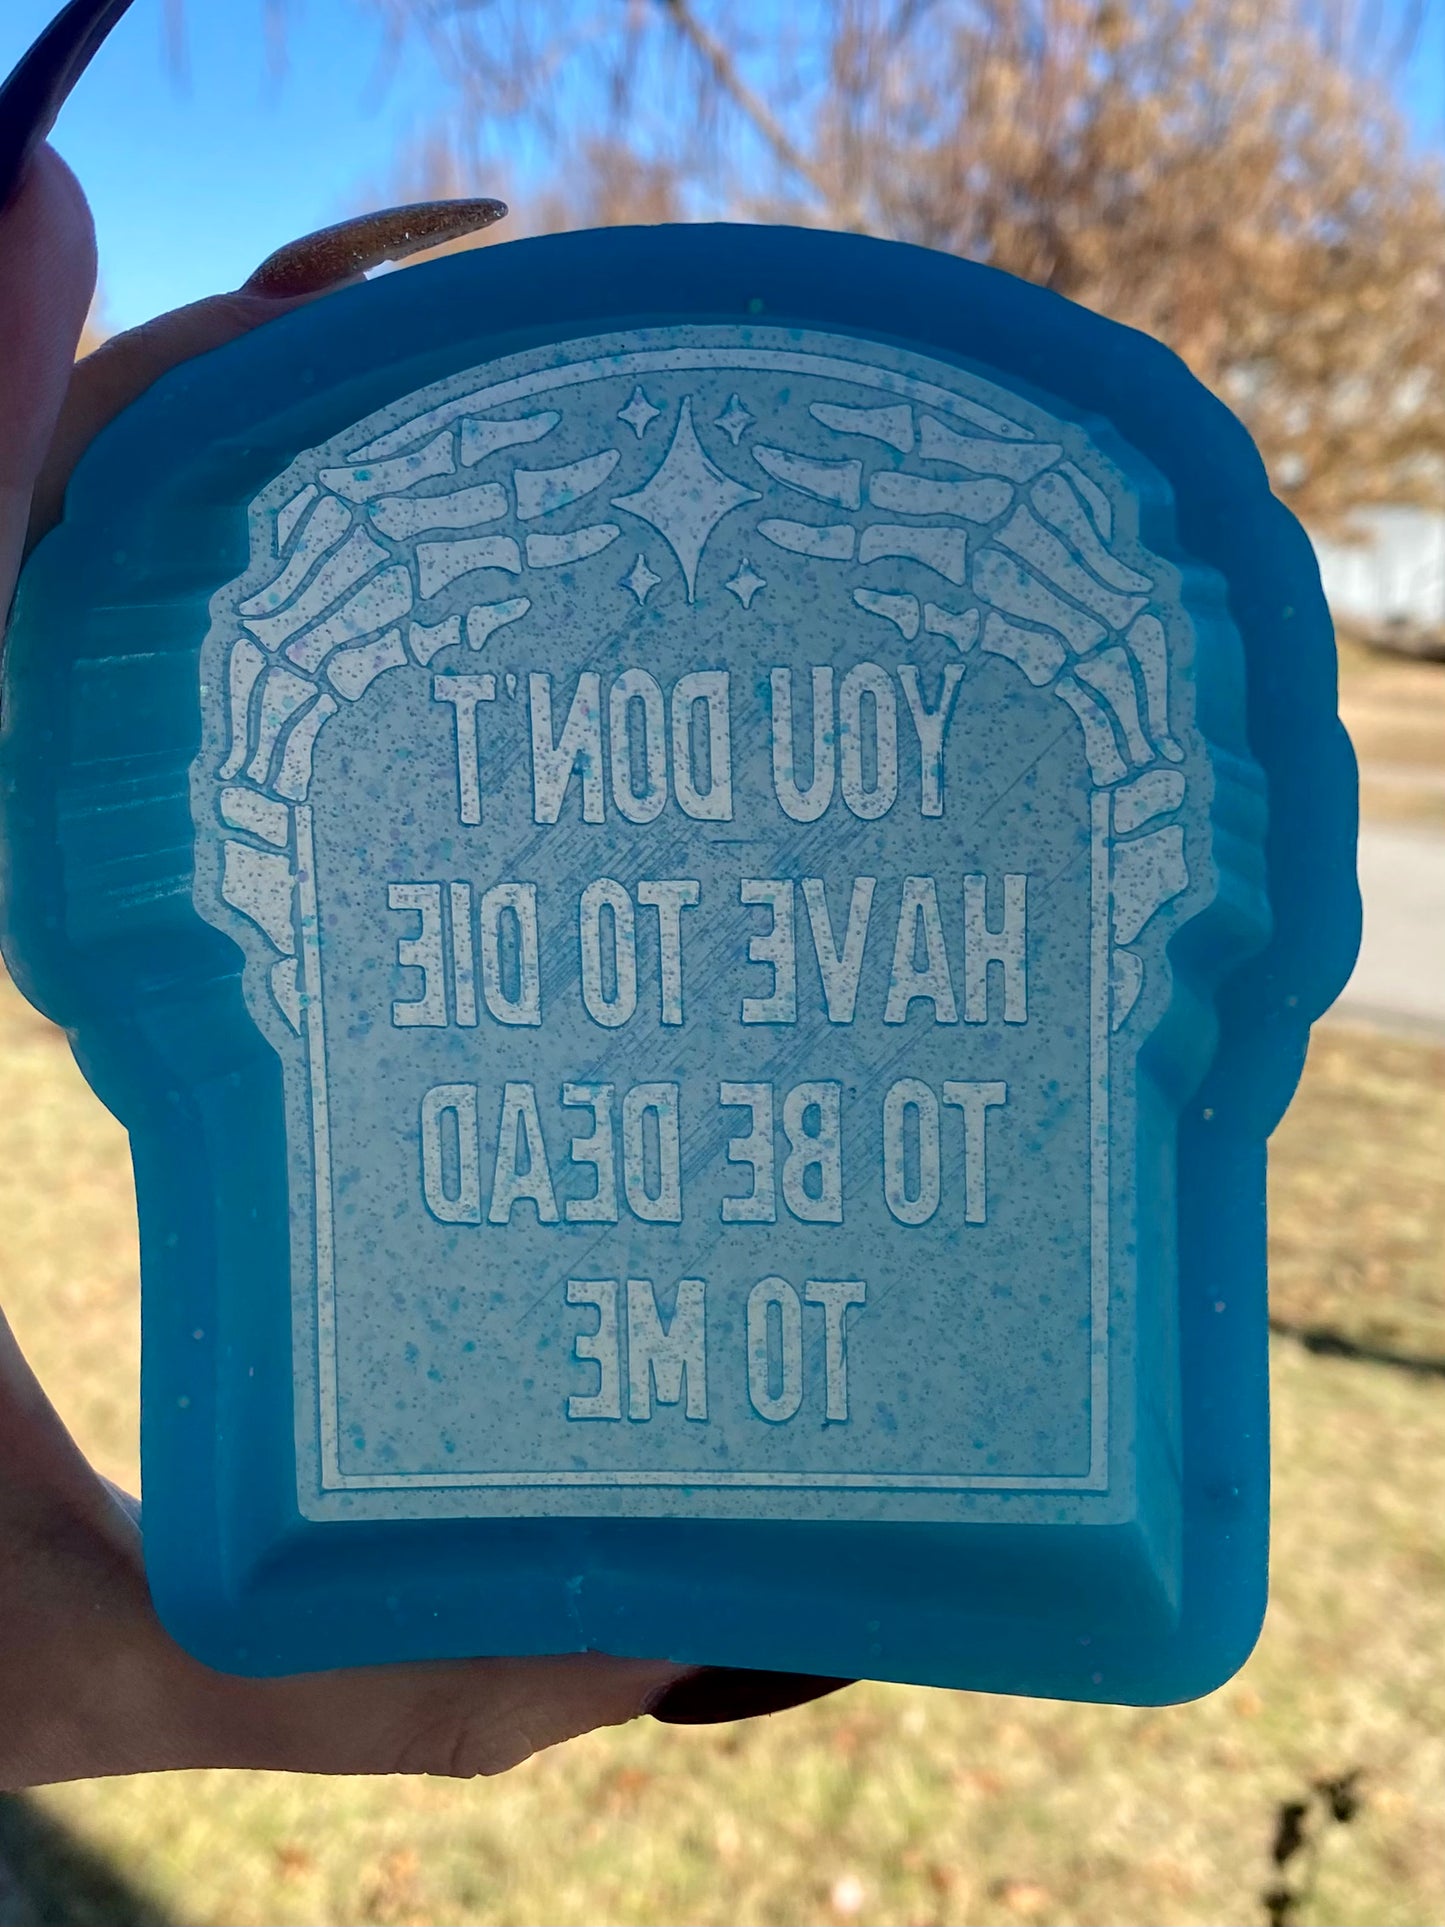 YOU DON'T
HAVE TO DIE
TO BE DEAD
TO ME